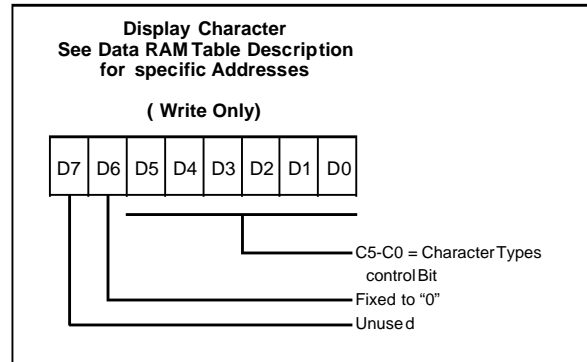 Display Character
See Data RAM Table Description
for specific Addresses
( Write Only)
D7 D6 D5 D4 D3 D2 D1 D0
C5-C0 = Character Types
control Bit
Fixed to “0”
Unused